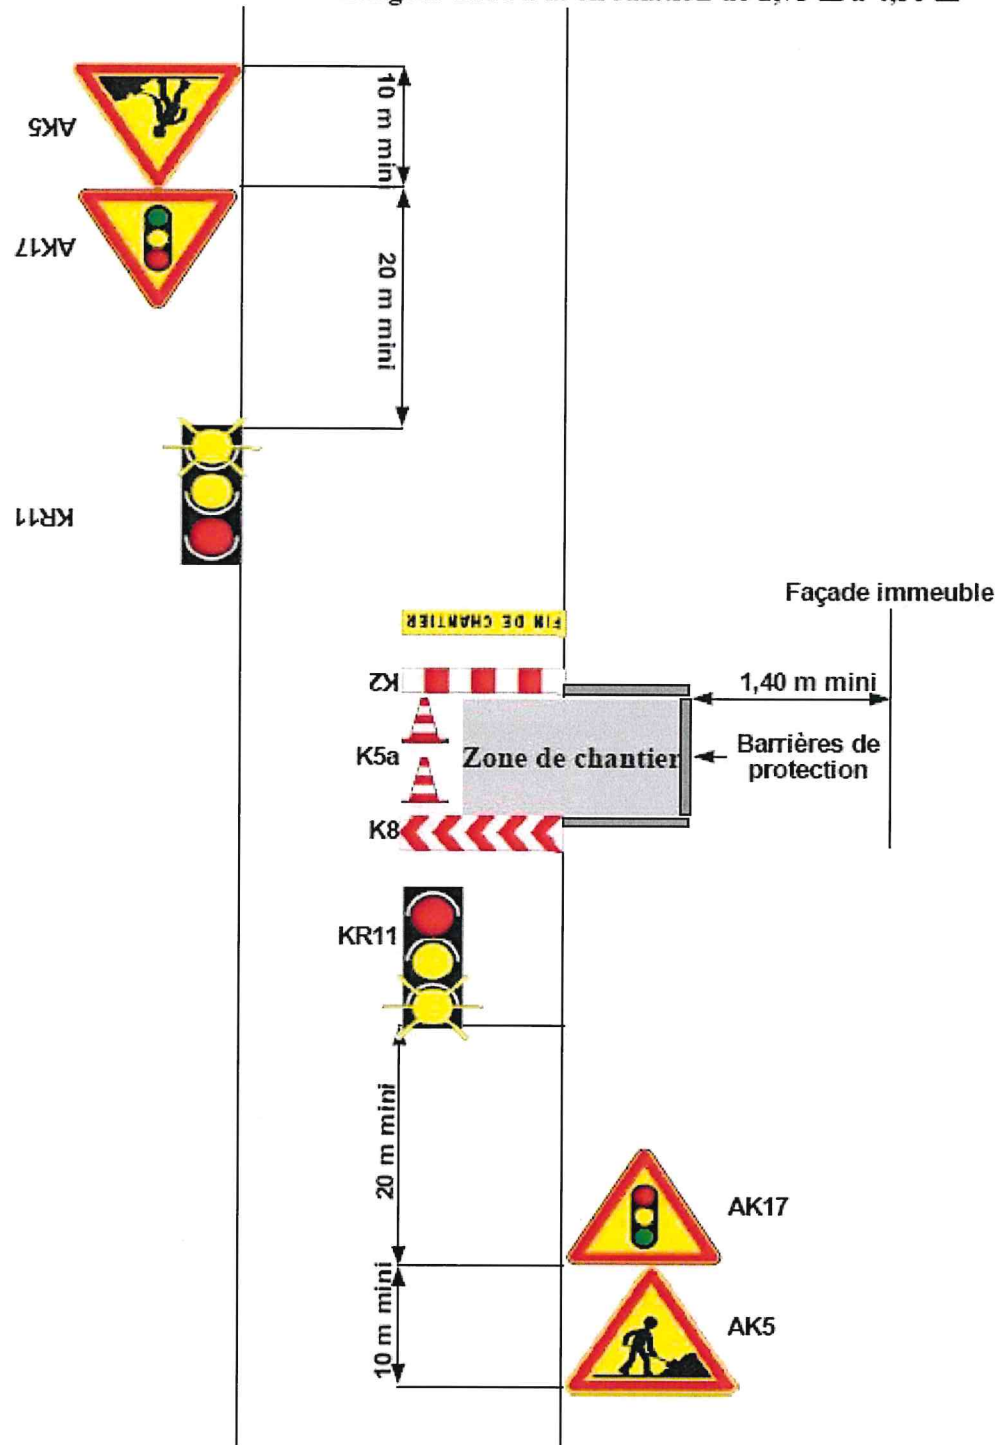 10 m mini
AK5
AK17
20 m mini
KR11
FIN DE CHANTIER
Façade immeuble
K2
1,40 m mini
K5a
Zone de chantier
Barrières de
protection
K8
KR11
20 m mini
AK17
10 m mini
AK5